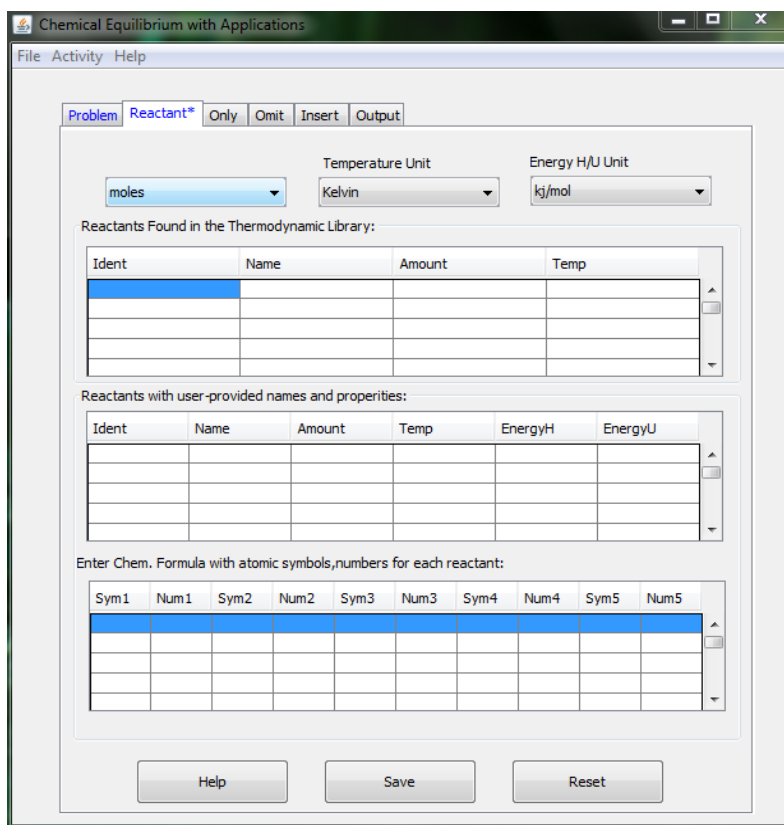 Chemical Equilibrium with Applications
File Activity Help
Problem Reactant* Only Omit Insert Output
Temperature Unit Energy H/U Unit
moles Kelvin kj/mol
Reactants Found in the Thermodynamic Library:
Ident Name Amount Temp
Reactants with user-provided names and properities:
Ident Name Amount Temp EnergyH EnergyU
Enter Chem. Formula with atomic symbols,numbers for each reactant:
Sym1 Num1 Sym2 Num2 Sym3 Num3 Sym4 Num4 Sym5 Num5
Help Save Reset